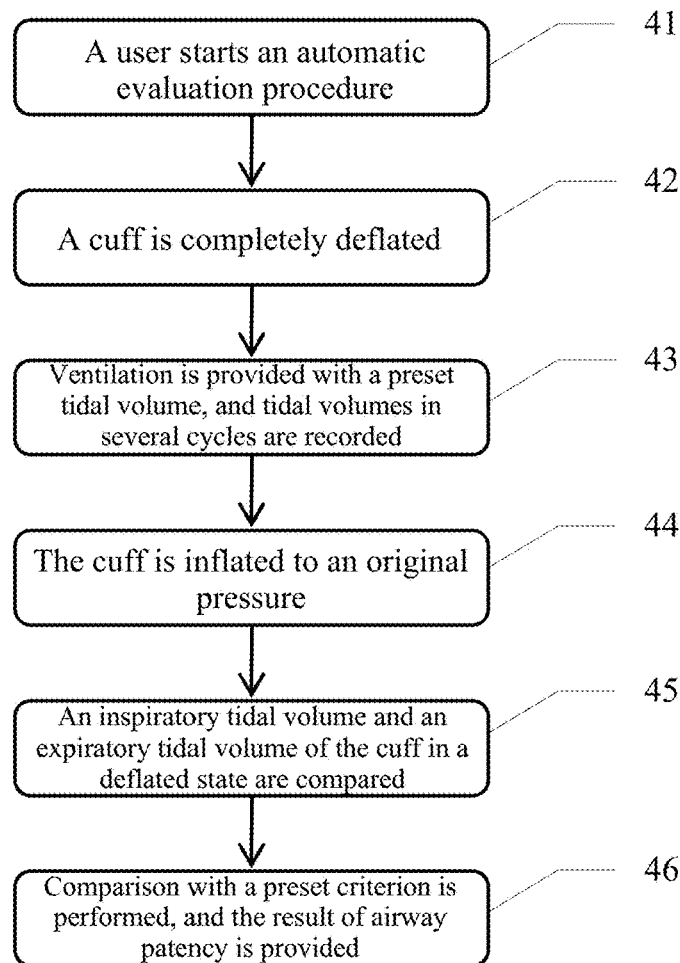 41
A user starts an automatic
evaluation procedure
42
A cuff is completely deflated
43
Ventilation is provided with a preset
tidal volume, and tidal volumes in
several cycles are recorded
44
The cuff is inflated to an original
pressure
45
An inspiratory tidal volume and an
expiratory tidal volume of the cuff in a
deflated state are compared
46
Comparison with a preset criterion is
performed, and the result of airway
patency is provided